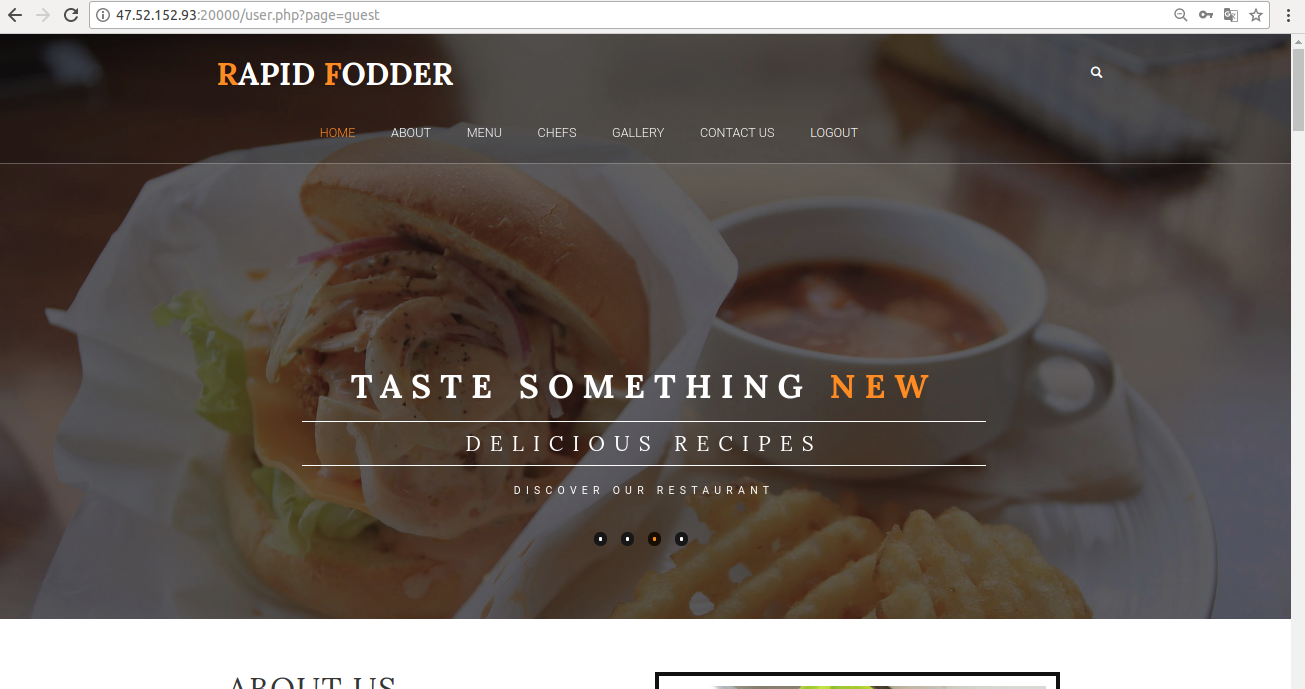 47.52.152.93:20000/user.php?page=guest
RAPID FODDER
HOME ABOUT MENU CHEFS GALLERY CONTACT US LOGOUT
TASTE SOMETHING NEW
DELICIOUS RECIPES
DISCOVER OUR RESTAURANT
ABOUT US